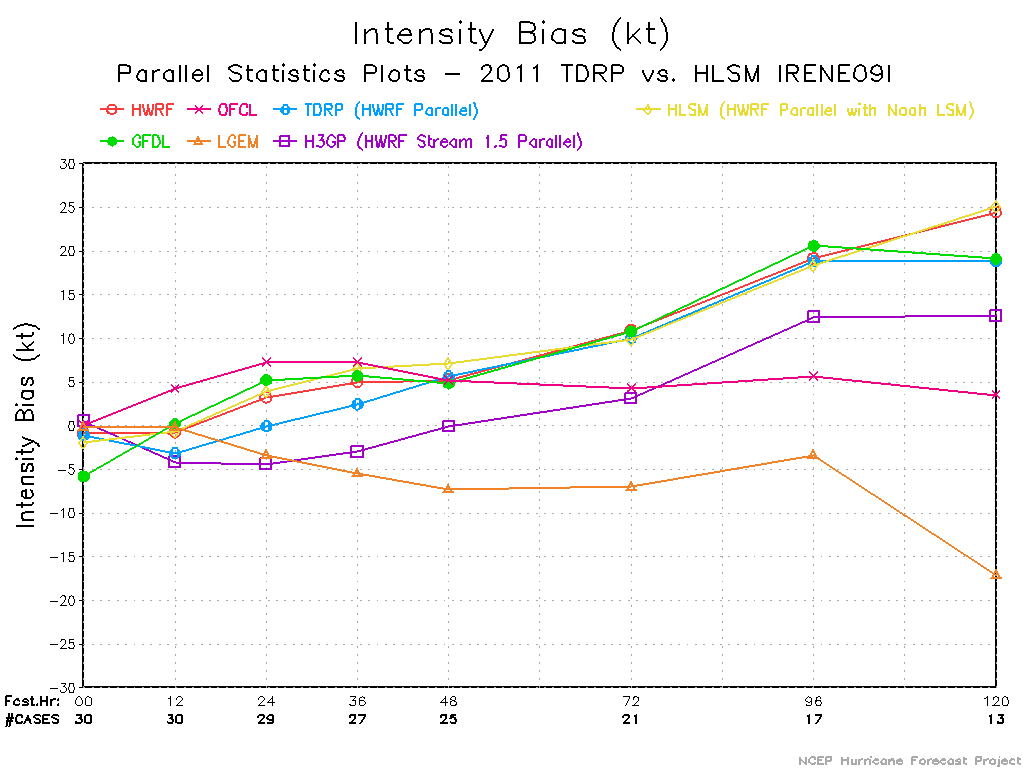 Intensity Bias (kt)
Parallel Statistics Plots - 2011 TDRP vs. HLSM IRENE09l
HWRF OFCL TDRP (HWRF Parallel) HLSM (HWRF Parallel with Noah LSM)
GFDL LGEM H3GP (HWRF Stream 1.5 Parallel)
30
25
20
15
10
5
0
-5
-10
-15
-20
-25
-30
Intensity Bias (kt)
Fcst.Hr: 00 12 24 36 48 72 96 120
#CASES 30 30 29 27 25 21 17 13
NCEP Hurricane Forecast Project